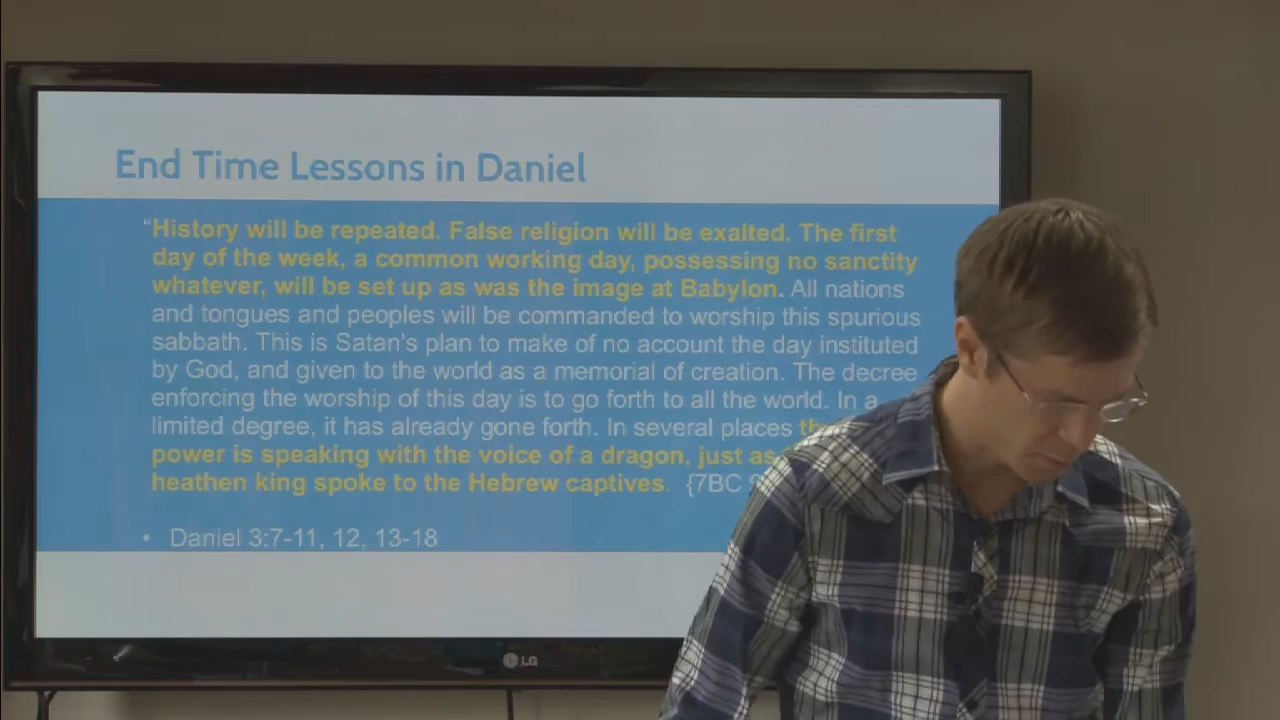 End Time Lessons in Daniel
“History will be repeated. False religion will be exalted. The first
day of the week, a common working day, possessing no sanctity
whatever, will be set up as was the image at Babylon. All nations
and tongues and peoples will be commanded to worship this spurious
sabbath. This is Satan's plan to make of no account the day instituted
by God, and given to the world as a memorial of creation. The decree
enforcing the worship of this day is to go forth to all the world. In a
limited degree, it has already gone forth. In several places
power is speaking with the voice of a dragon, just as
heathen king spoke to the Hebrew captives. {7BC
• Daniel 3:7-11, 12, 13-18
LG